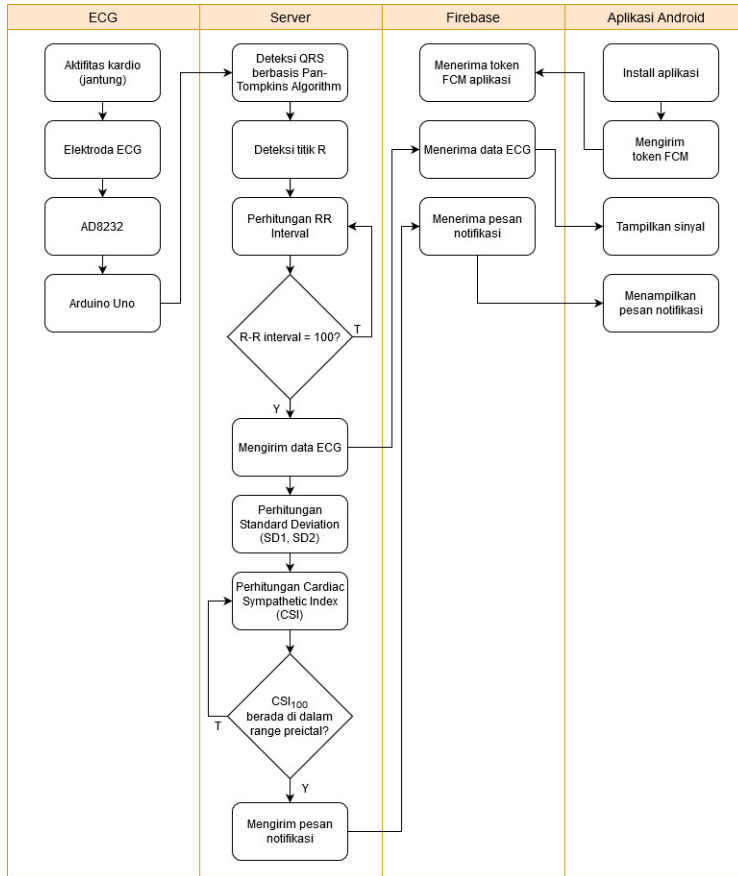 ECG
Server
Firebase
Aplikasi Android
Aktifitas kardio
(jantung)
Elektroda ECG
AD8232
Arduino Uno
Deteksi QRS
berbasis Pan-
Tompkins Algorithm
Deteksi titik R
Perhitungan RR
Interval
R-R interval = 100?
T
Y
Mengirim data ECG
Perhitungan
Standard Deviation
(SD1, SD2)
Perhitungan Cardiac
Sympathetic Index
(CSI)
CSI₁₀₀
berada di dalam
range preictal?
T
Y
Mengirim pesan
notifikasi
Menerima token
FCM aplikasi
Menerima data ECG
Menerima pesan
notifikasi
Install aplikasi
Mengirim
token FCM
Tampilkan sinyal
Menampilkan
pesan notifikasi